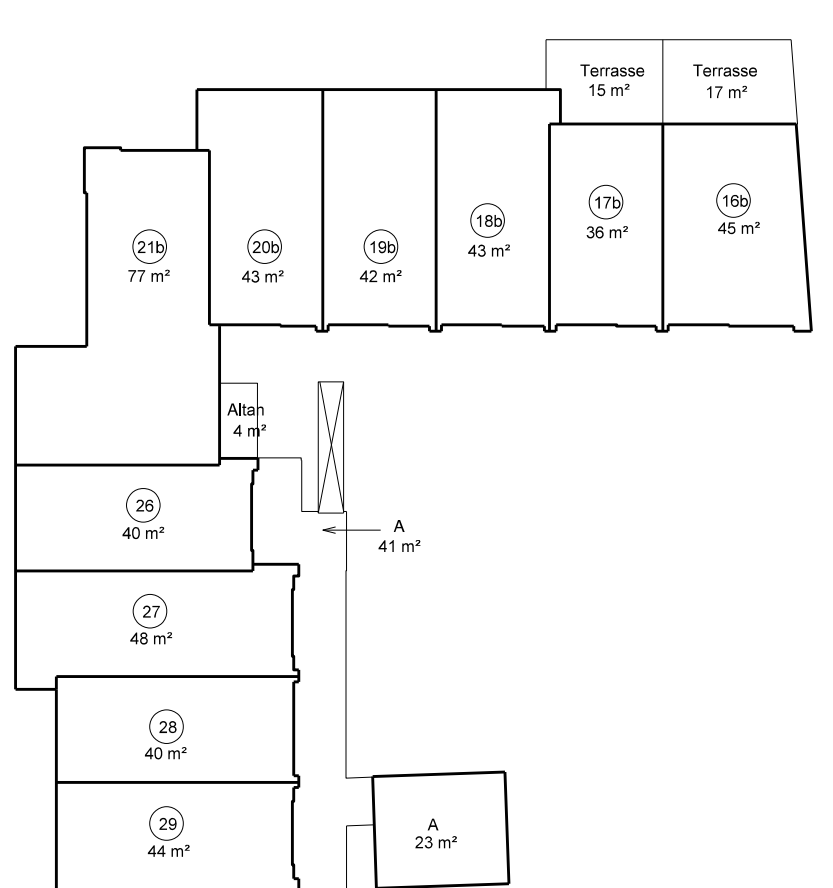 Terrasse
15 m²
Terrasse
17 m²
16b
45 m²
17b
36 m²
18b
43 m²
19b
42 m²
20b
43 m²
21b
77 m²
Altan
4 m²
26
40 m²
A
41 m²
27
48 m²
28
40 m²
29
44 m²
A
23 m²